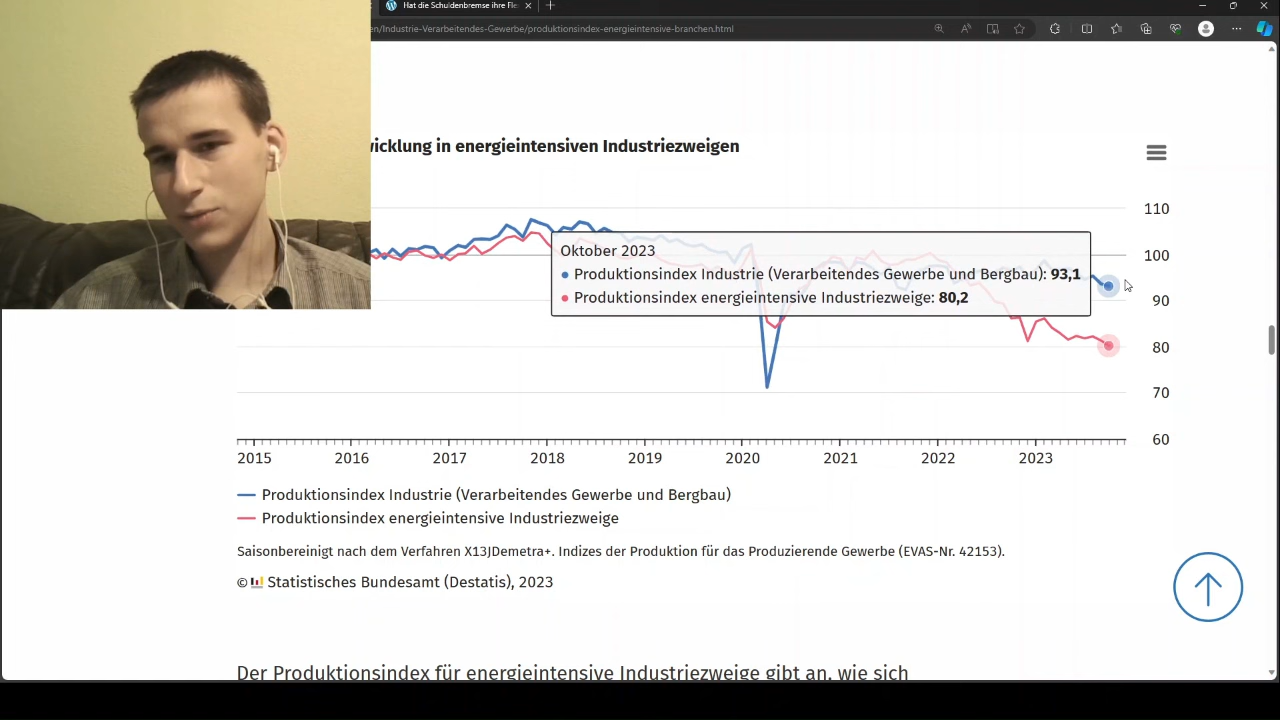 Hat die Schuldenbremse ihre Fle
en/Industrie-Verarbeitendes-Gewerbe/produktionsindex-energieintensive-branchen.html
wicklung in energieintensiven Industriezweigen
110
Oktober 2023
100
Produktionsindex Industrie (Verarbeitendes Gewerbe und Bergbau): 93,1
Produktionsindex energieintensive Industriezweige: 80,2
90
80
70
60
2015 2016 2017 2018 2019 2020 2021 2022 2023
Produktionsindex Industrie (Verarbeitendes Gewerbe und Bergbau)
Produktionsindex energieintensive Industriezweige
Saisonbereinigt nach dem Verfahren X13JDemetra+. Indizes der Produktion für das Produzierende Gewerbe (EVAS-Nr. 42153).
© Statistisches Bundesamt (Destatis), 2023
Der Produktionsindex für energieintensive Industriezweige gibt an, wie sich